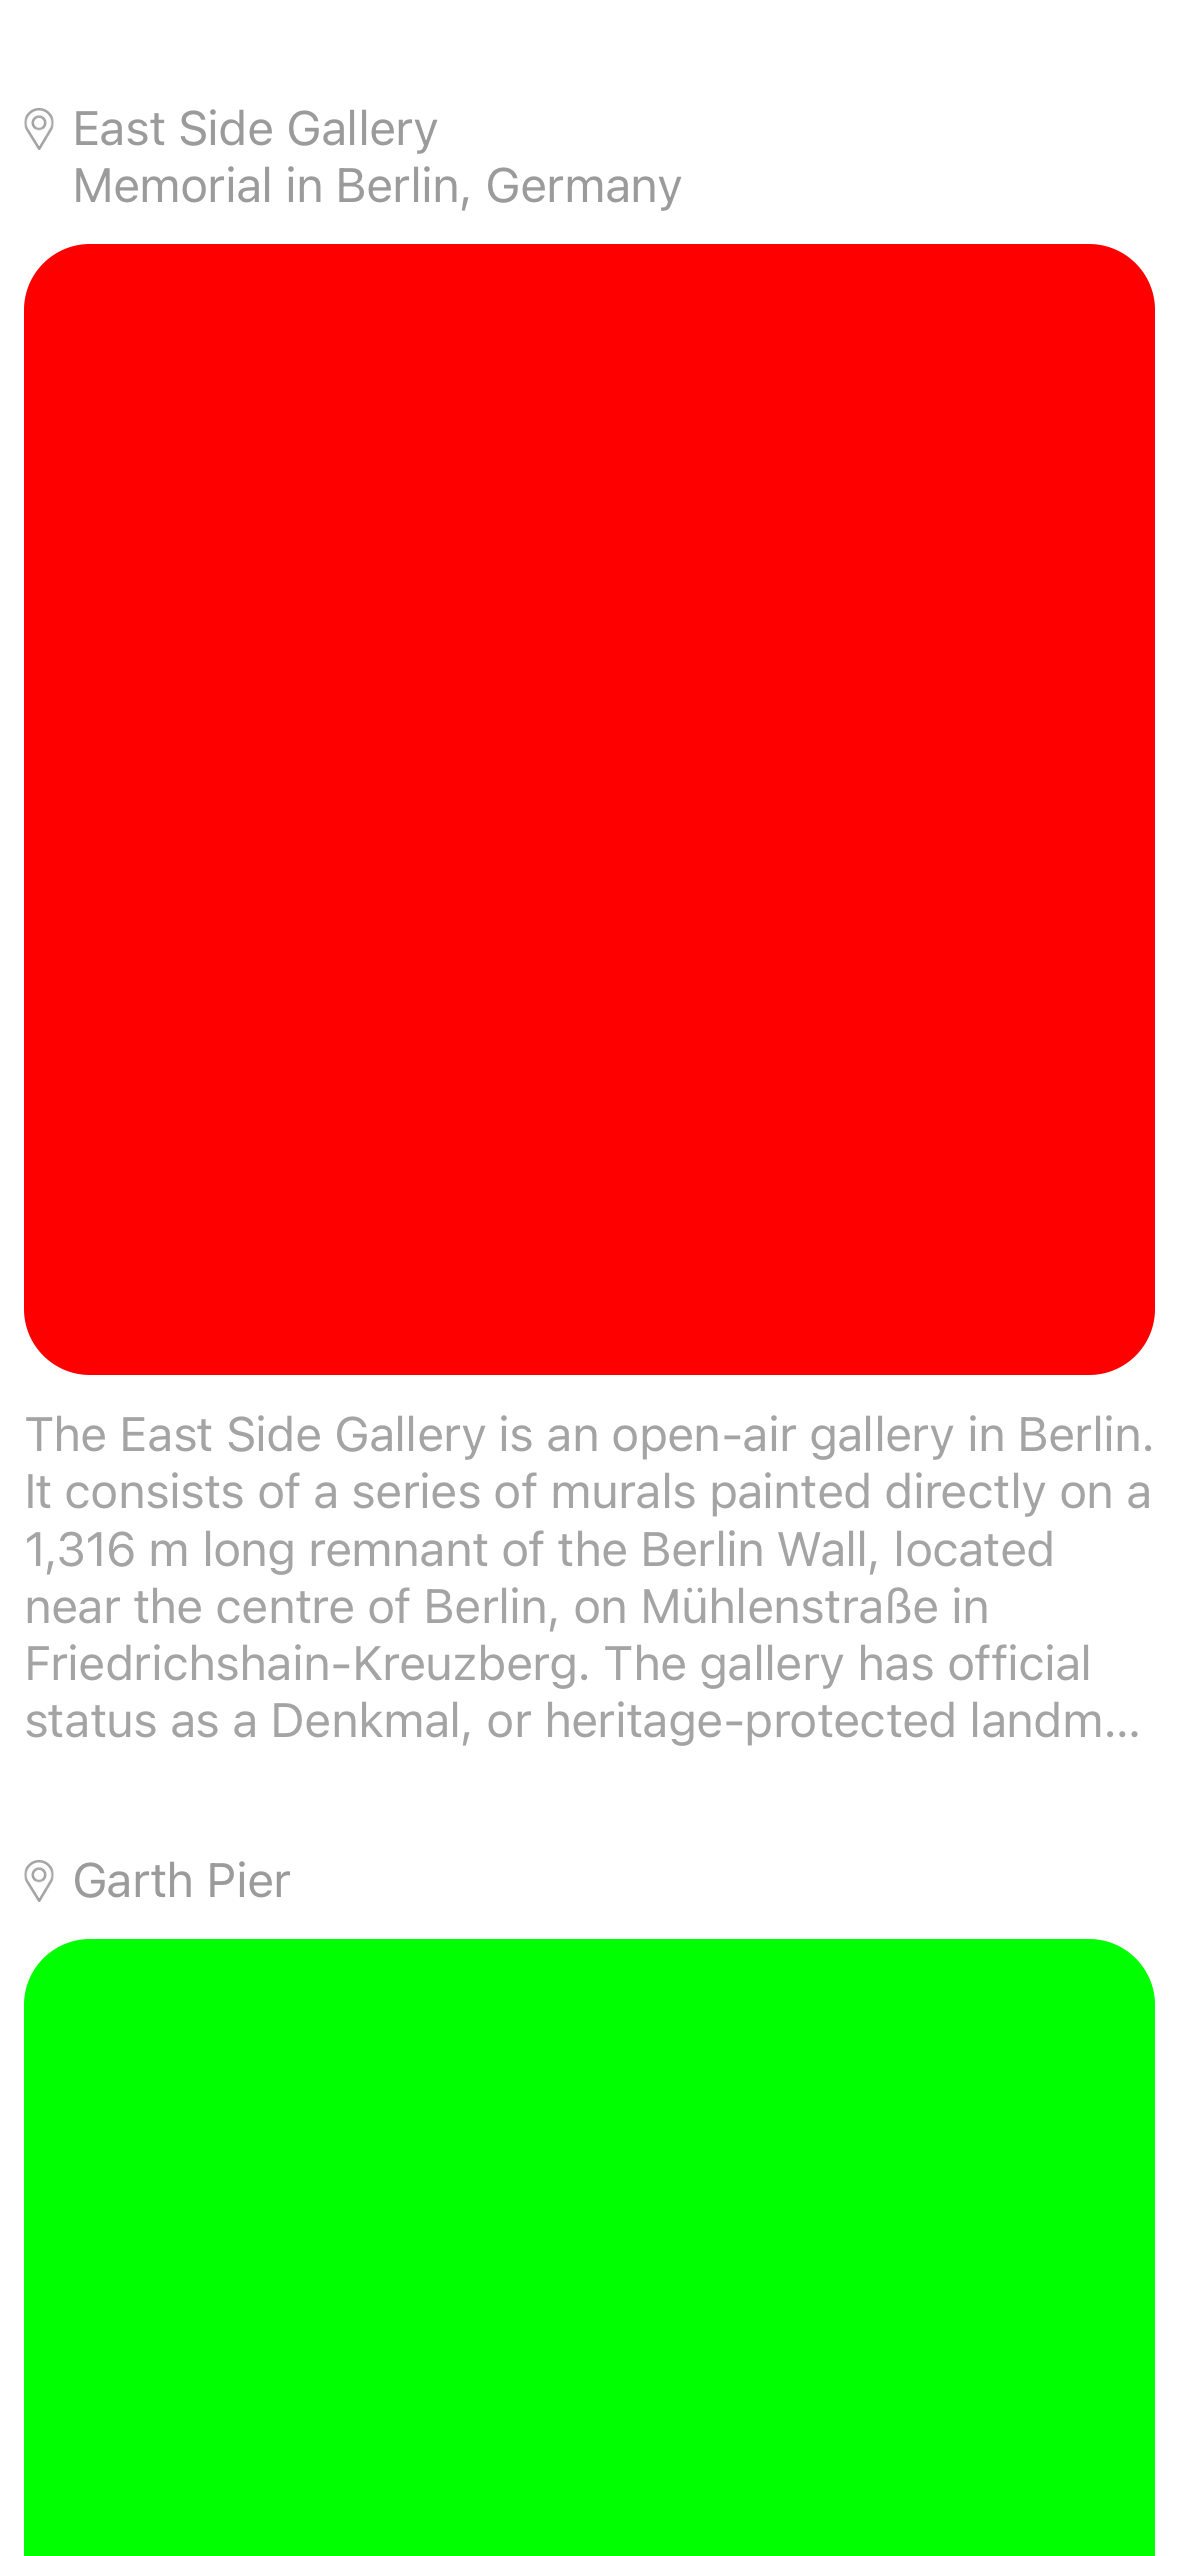 East Side Gallery
Memorial in Berlin, Germany
The East Side Gallery is an open-air gallery in Berlin.
It consists of a series of murals painted directly on a
1,316 m long remnant of the Berlin Wall, located
near the centre of Berlin, on Mühlenstraße in
Friedrichshain-Kreuzberg. The gallery has official
status as a Denkmal, or heritage-protected landm...
Garth Pier